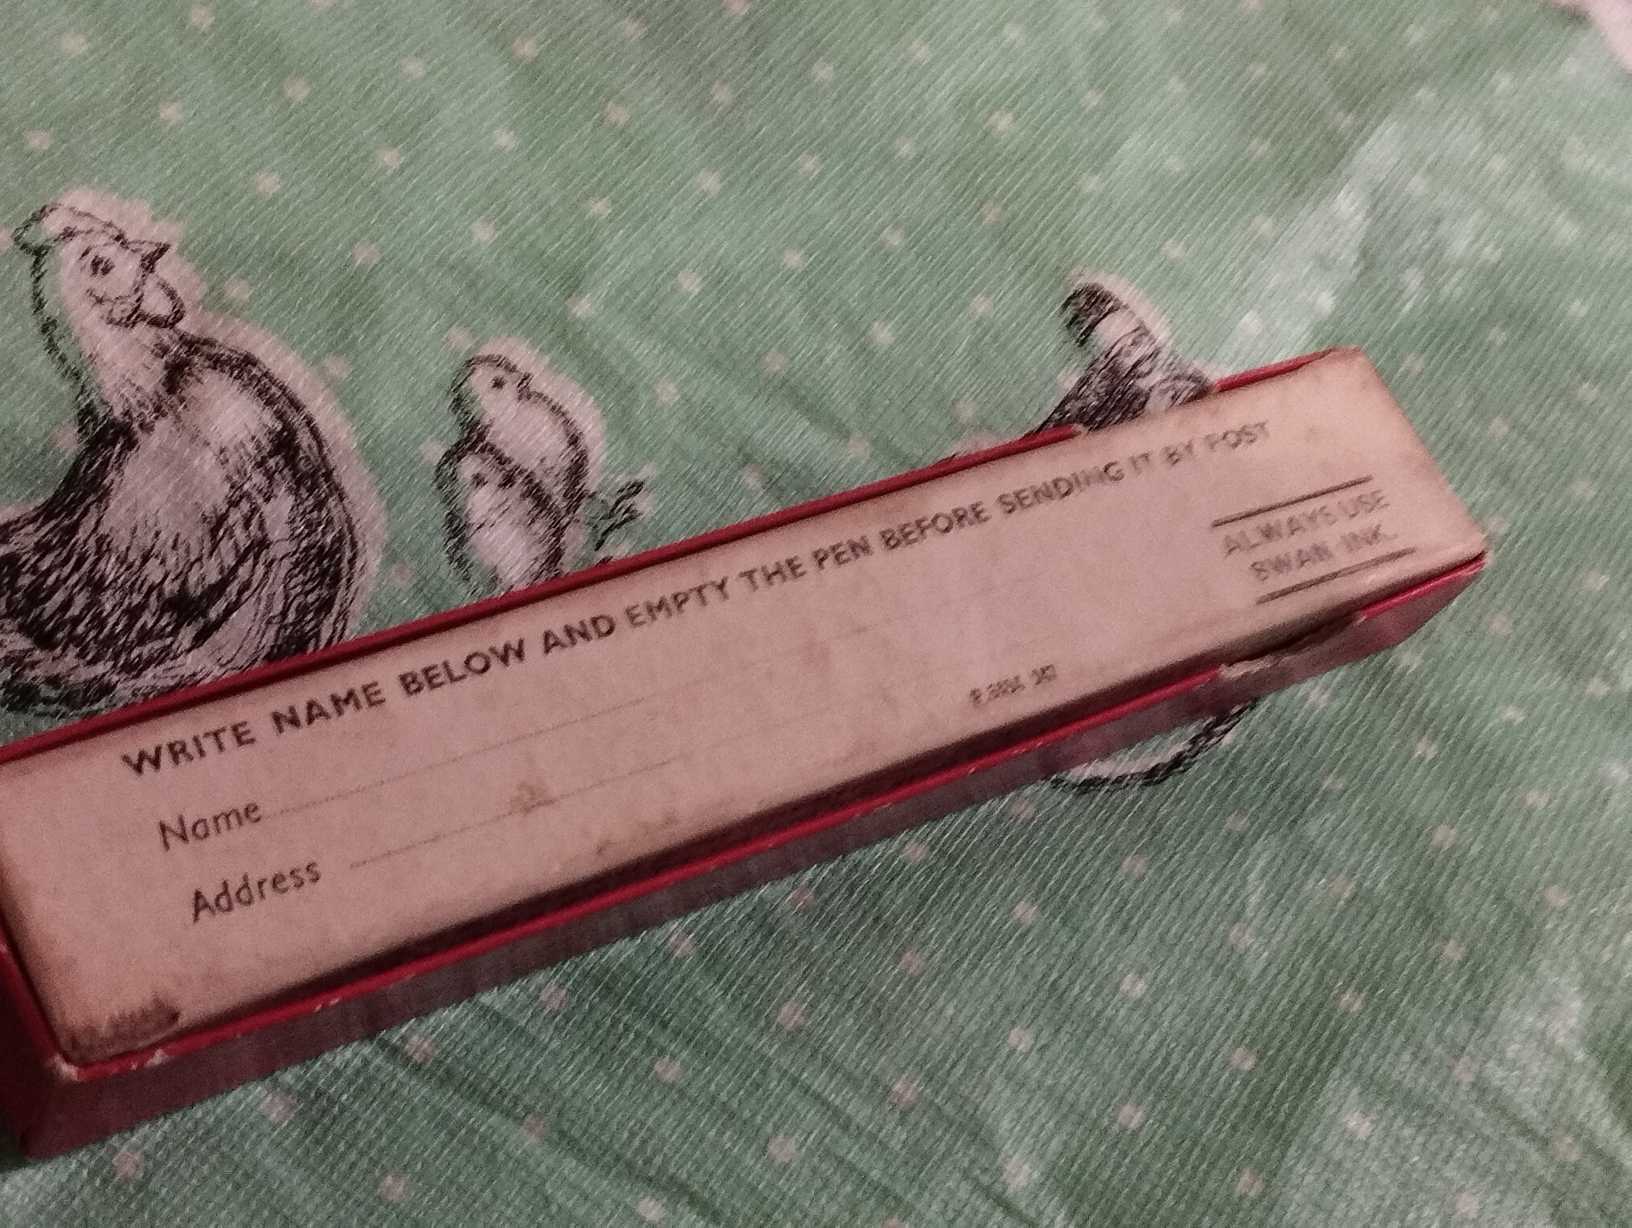 WRITE NAME BELOW AND EMPTY THE PEN BEFORE SENDING IT BY POST
ALWAYS USE
SWAN INK.
Name
Address